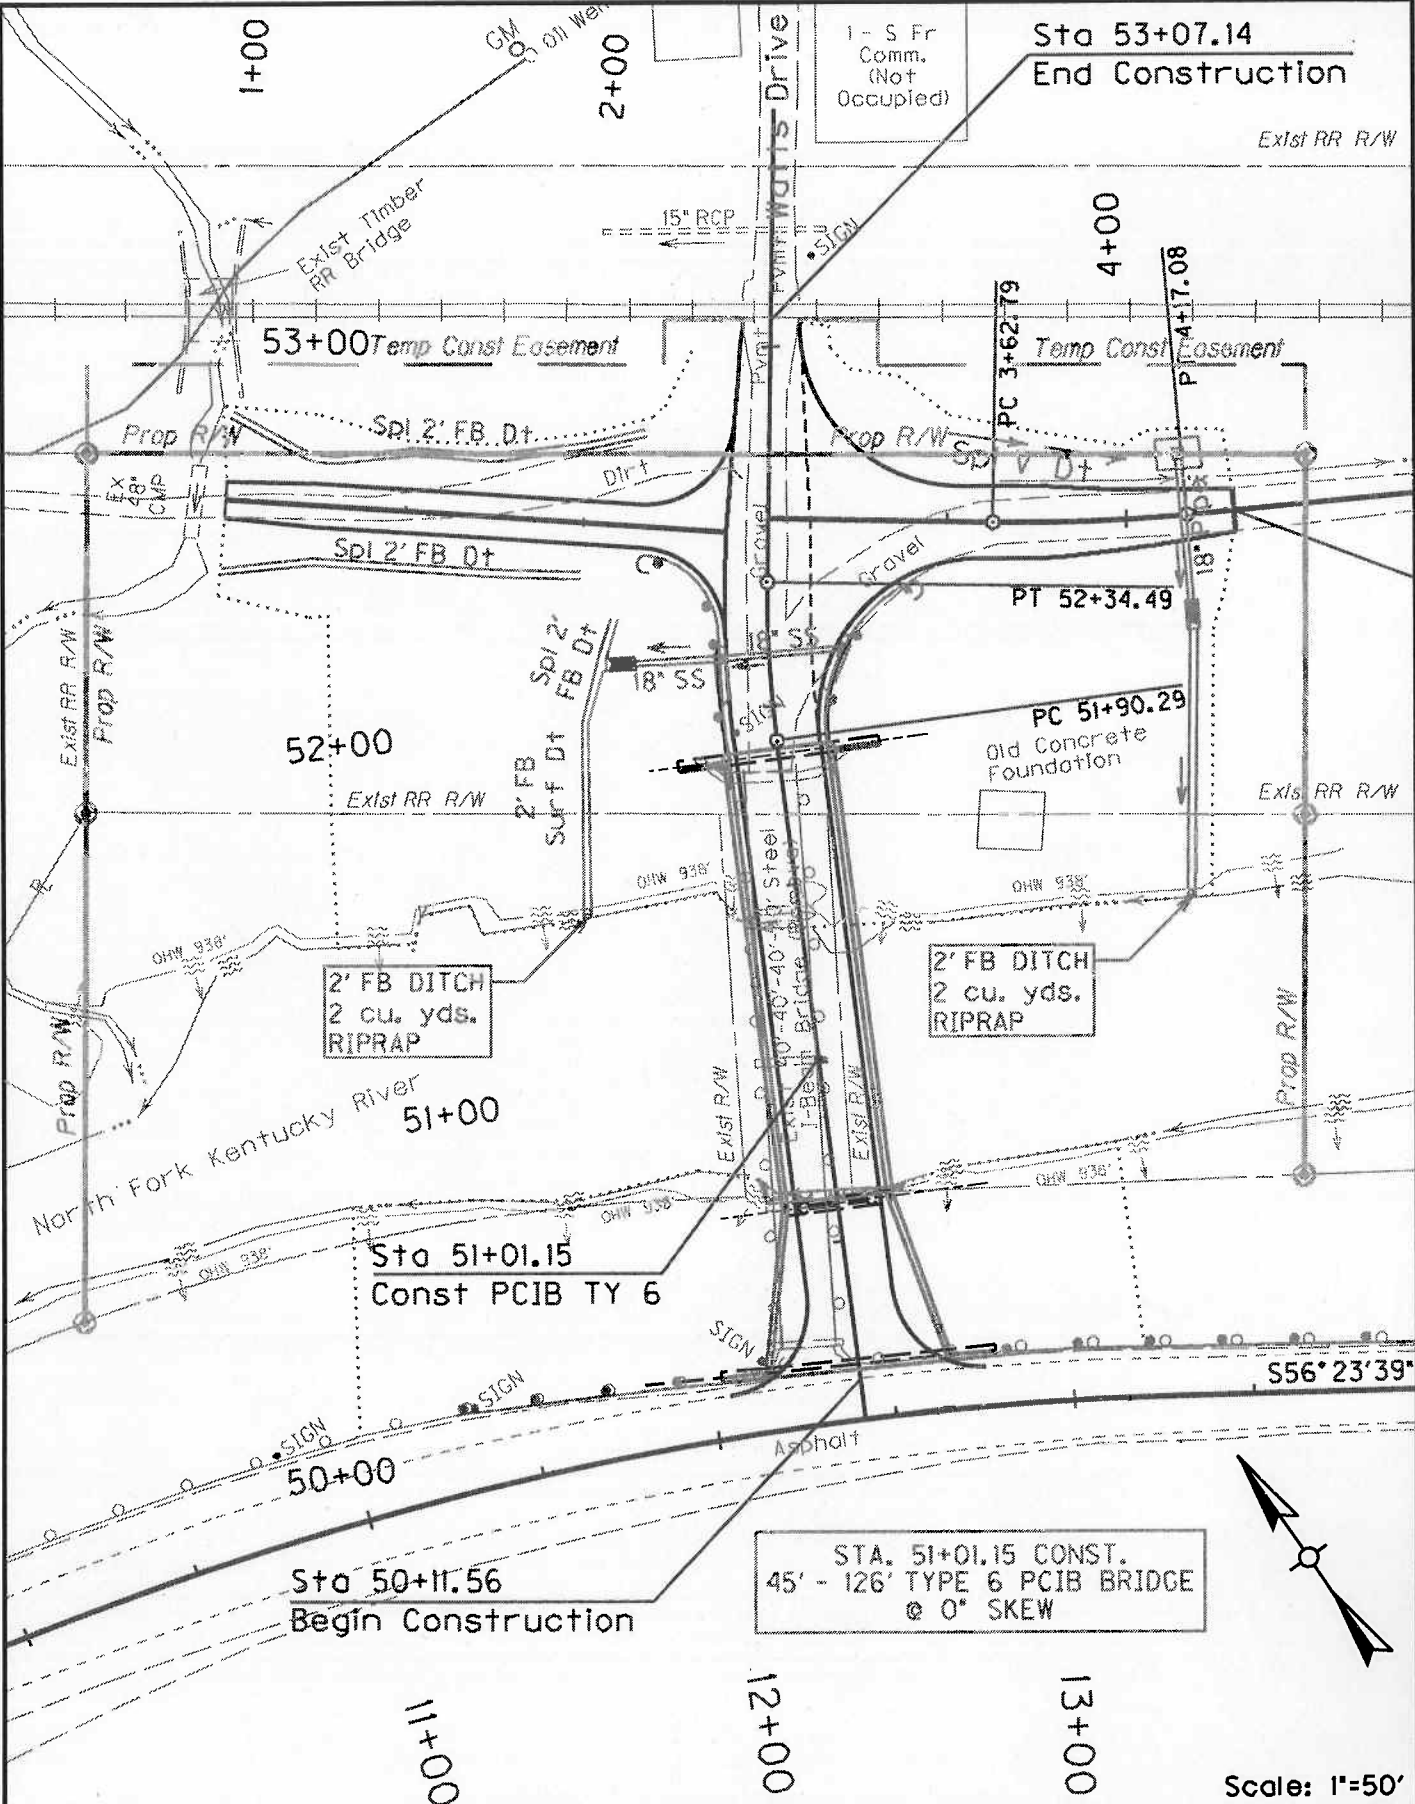 1+00
GM
Oil Well
2+00
Watts Drive
Pvmt
1 - S Fr
Comm.
(Not
Occupied)
Sta 53+07.14
End Construction
Exist RR R/W
Exist Timber
RR Bridge
15" RCP
SIGN
4+00
PC 3+62.79
PT 4+17.08
53+00
Temp Const Easement
Pvmt
Temp Const Easement
Prop R/W
Spl 2' FB Dt
Prop R/W
Dt
Ex
48"
CMP
Dirt
Gravel
Gravel
18"
Spl 2' FB Dt
PT 52+34.49
Exist RR R/W
Prop R/W
Spl 2'
FB Dt
18" SS
18" SS
SIGN
PC 51+90.29
52+00
2' FB
Surf Dt
Old Concrete
Foundation
Exist RR R/W
Exist RR R/W
OHW 938'
OHW 938'
OHW 938'
2' FB DITCH
2 cu. yds.
RIPRAP
2' FB DITCH
2 cu. yds.
RIPRAP
Prop R/W
Exist R/W
Exist R/W
Prop R/W
North Fork Kentucky River
51+00
OHW 938'
OHW 938'
OHW 938'
Sta 51+01.15
Const PCIB TY 6
SIGN
SIGN
SIGN
S56°23'39"
Asphalt
50+00
Sta 50+11.56
Begin Construction
STA. 51+01.15 CONST.
45' - 126' TYPE 6 PCIB BRIDGE
@ 0° SKEW
11+00
12+00
13+00
Scale: 1"=50'